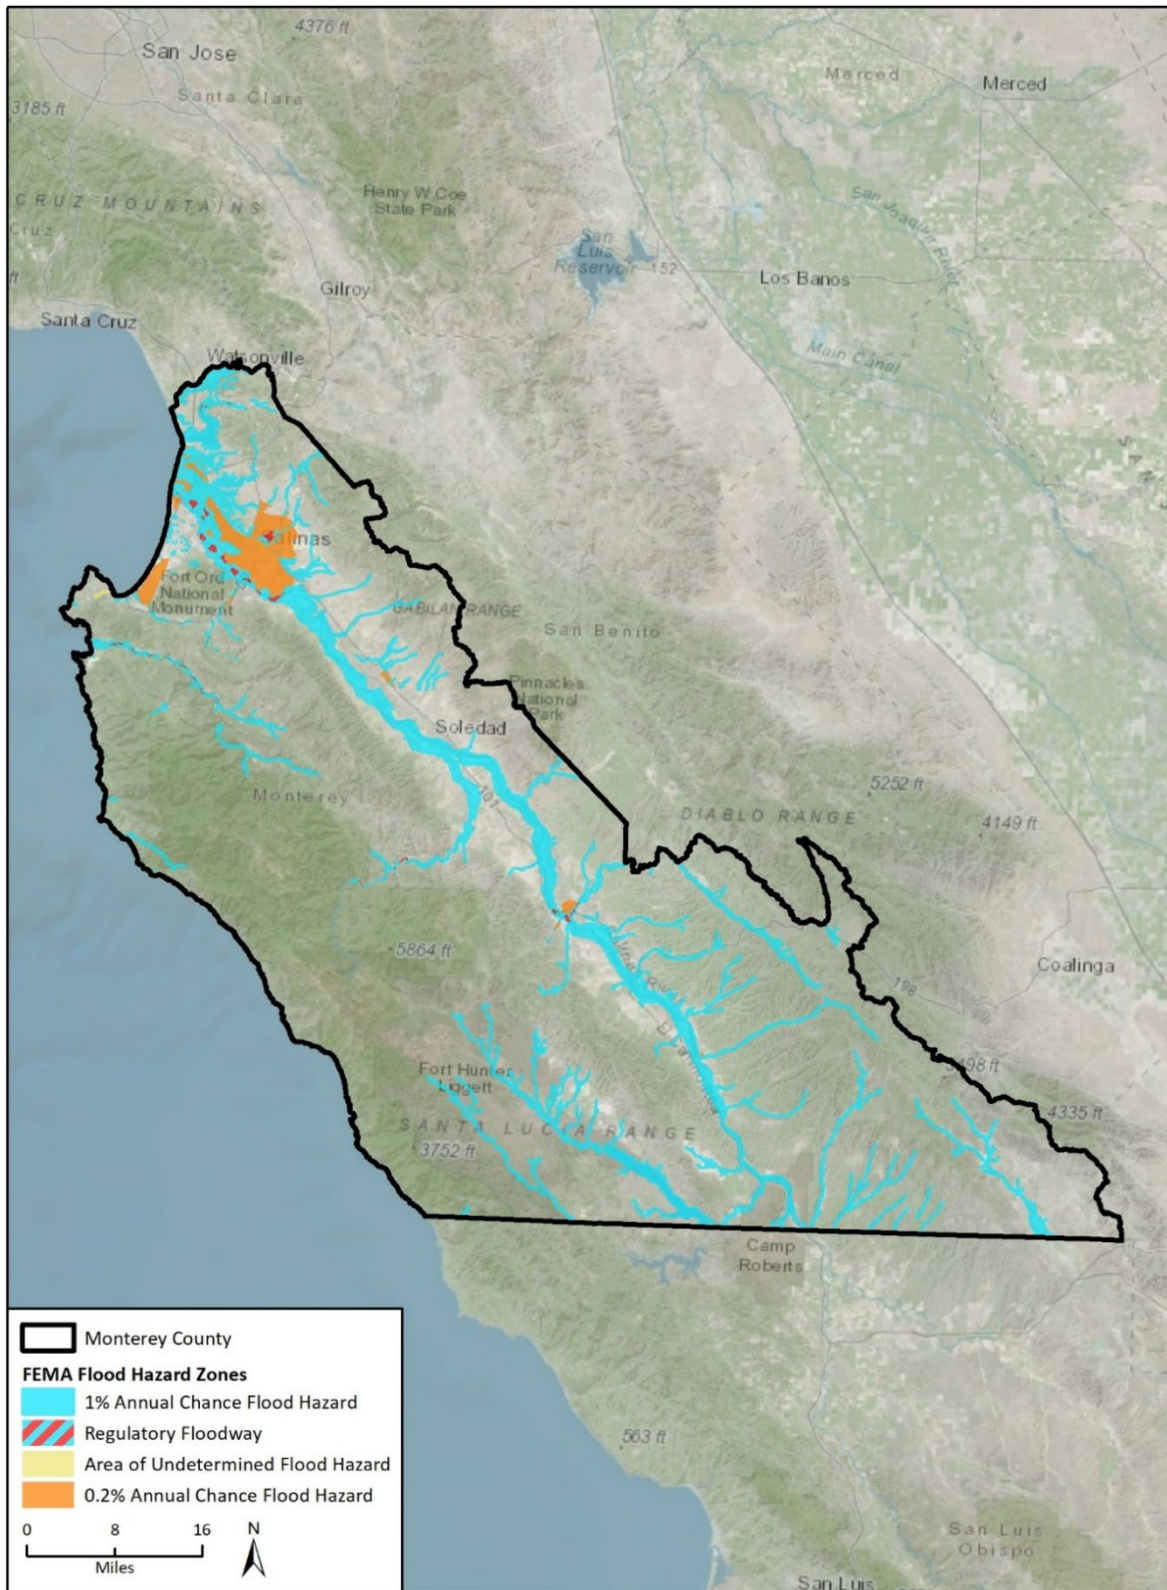 4376 ft
San Jose
Merced
Merced
Santa Clara
3185 ft
Henry W Coe
State Park
CRUZ MOUNTAINS
Cruz
San Joaquin River
San
Luis
Reservoir
152
ft
Los Banos
Gilroy
Santa Cruz
Main Canal
Watsonville
SAN
Salinas
Fort Ord
National
Monument
GABILAN RANGE
San Benito
Pinnacles
National
Park
Soledad
5252 ft
Monterey
101
DIABLO RANGE
4149 ft
5864 ft
Coalinga
198
Fort Hunter
Liggett
4335 ft
SANTA LUCIA RANGE
3752 ft
Camp
Roberts
Monterey County
FEMA Flood Hazard Zones
1% Annual Chance Flood Hazard
Regulatory Floodway
Area of Undetermined Flood Hazard
0.2% Annual Chance Flood Hazard
0 8 16
Miles
N
563 ft
San Luis
Obispo
San Luis